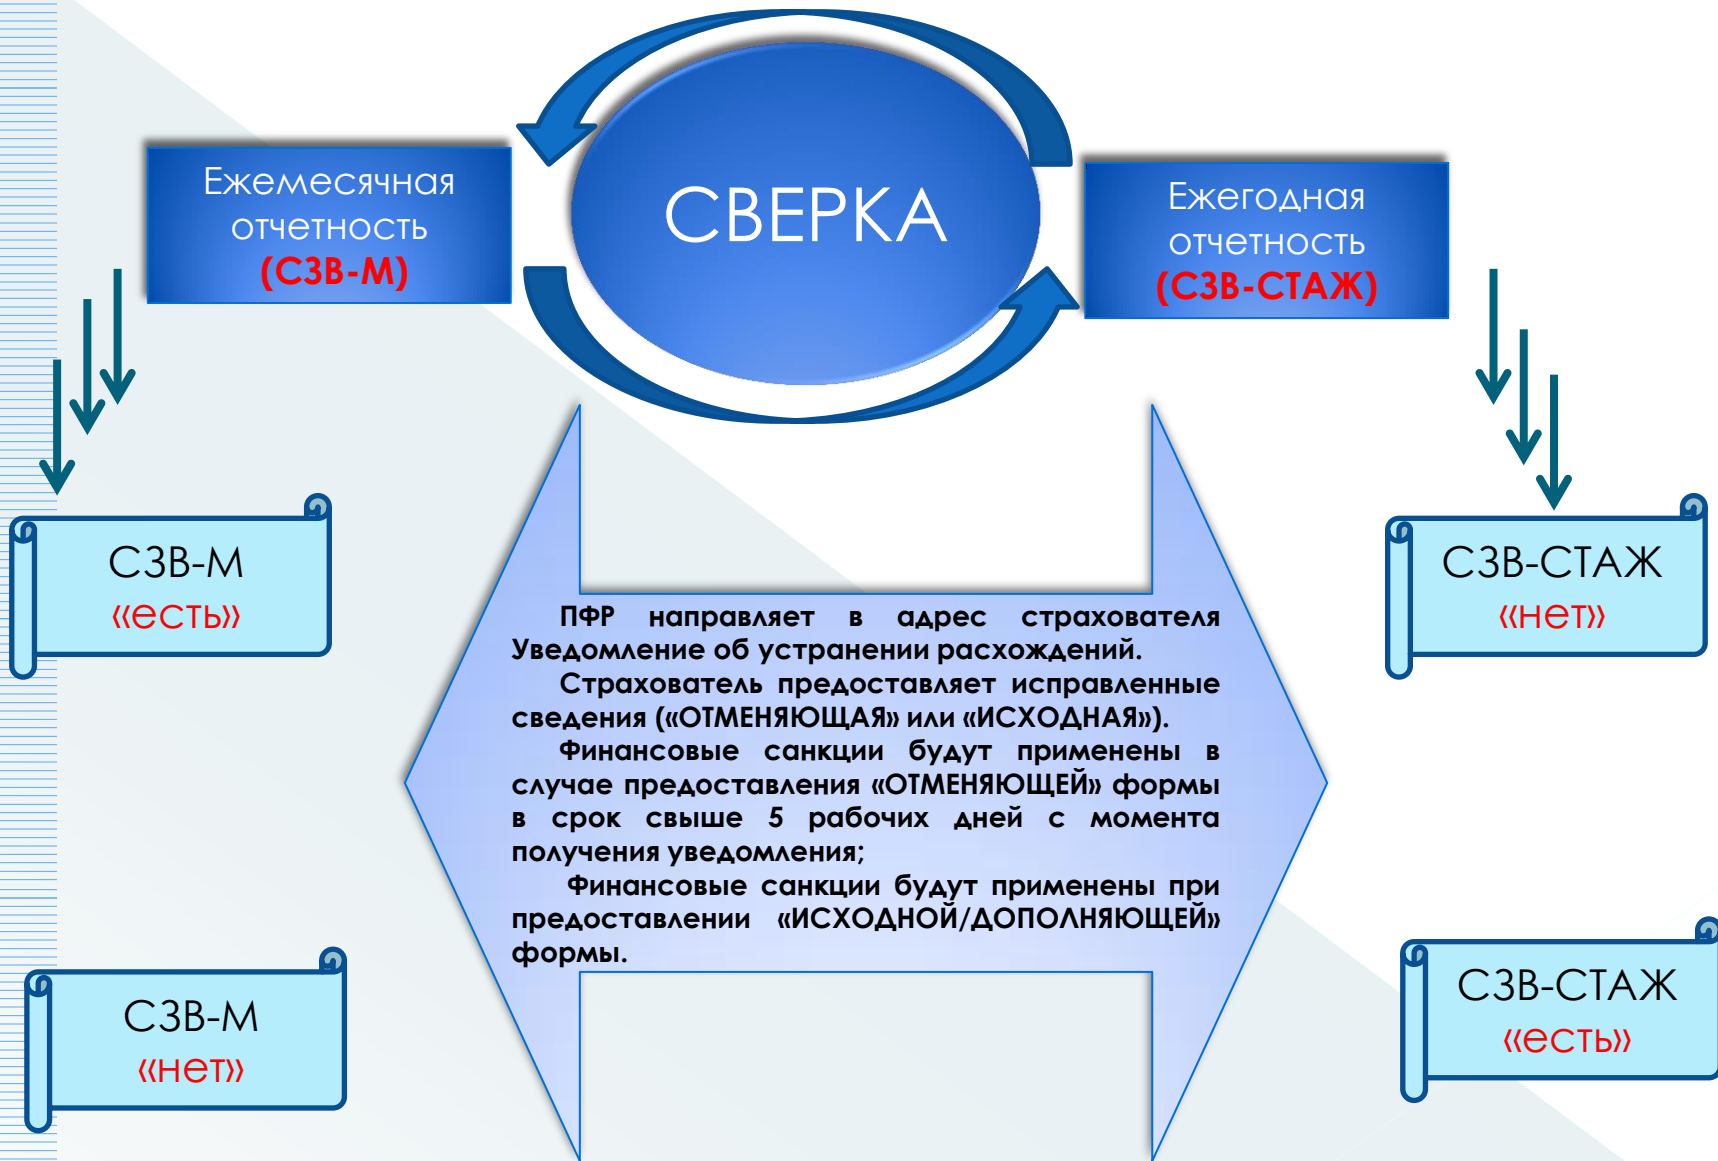 СВЕРКА
Ежемесячная
отчетность
(СЗВ-М)
Ежегодная
отчетность
(СЗВ-СТАЖ)
СЗВ-М
«есть»
СЗВ-СТАЖ
«нет»
ПФР направляет в адрес страхователя
Уведомление об устранении расхождений.
Страхователь предоставляет исправленные
сведения («ОТМЕНЯЮЩАЯ» или «ИСХОДНАЯ»).
Финансовые санкции будут применены в
случае предоставления «ОТМЕНЯЮЩЕЙ» формы
в срок свыше 5 рабочих дней с момента
получения уведомления;
Финансовые санкции будут применены при
предоставлении «ИСХОДНОЙ/ДОПОЛНЯЮЩЕЙ»
формы.
СЗВ-М
«нет»
СЗВ-СТАЖ
«есть»